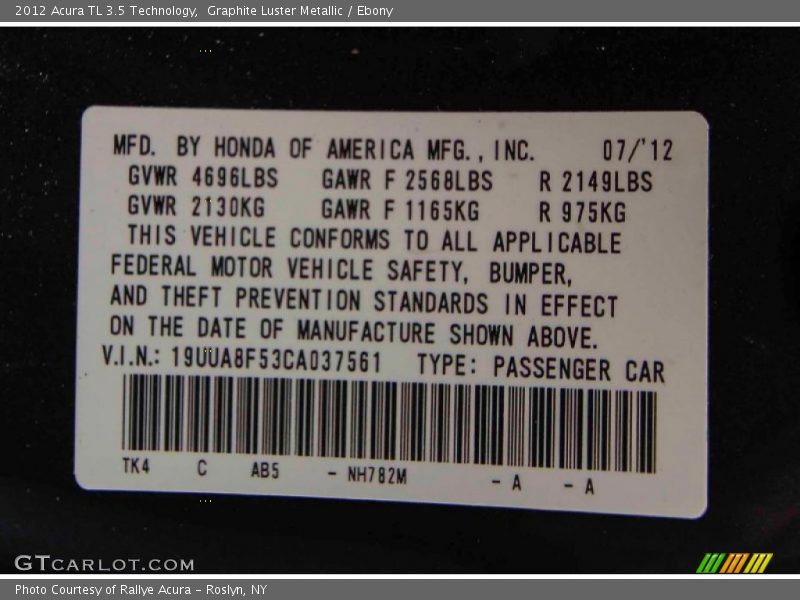 2012 Acura TL 3.5 Technology,  Graphite Luster Metallic / Ebony
MFD. BY HONDA OF AMERICA MFG., INC. 07/'12
GVWR 4696LBS GAWR F 2568LBS R 2149LBS
GVWR 2130KG GAWR F 1165KG R 975KG
THIS VEHICLE CONFORMS TO ALL APPLICABLE
FEDERAL MOTOR VEHICLE SAFETY, BUMPER,
AND THEFT PREVENTION STANDARDS IN EFFECT
ON THE DATE OF MANUFACTURE SHOWN ABOVE.
V.I.N.: 19UUA8F53CA037561 TYPE: PASSENGER CAR
TK4 C AB5 - NH782M - A - A
GTCARLOT.COM
Photo Courtesy of Rallye Acura - Roslyn, NY